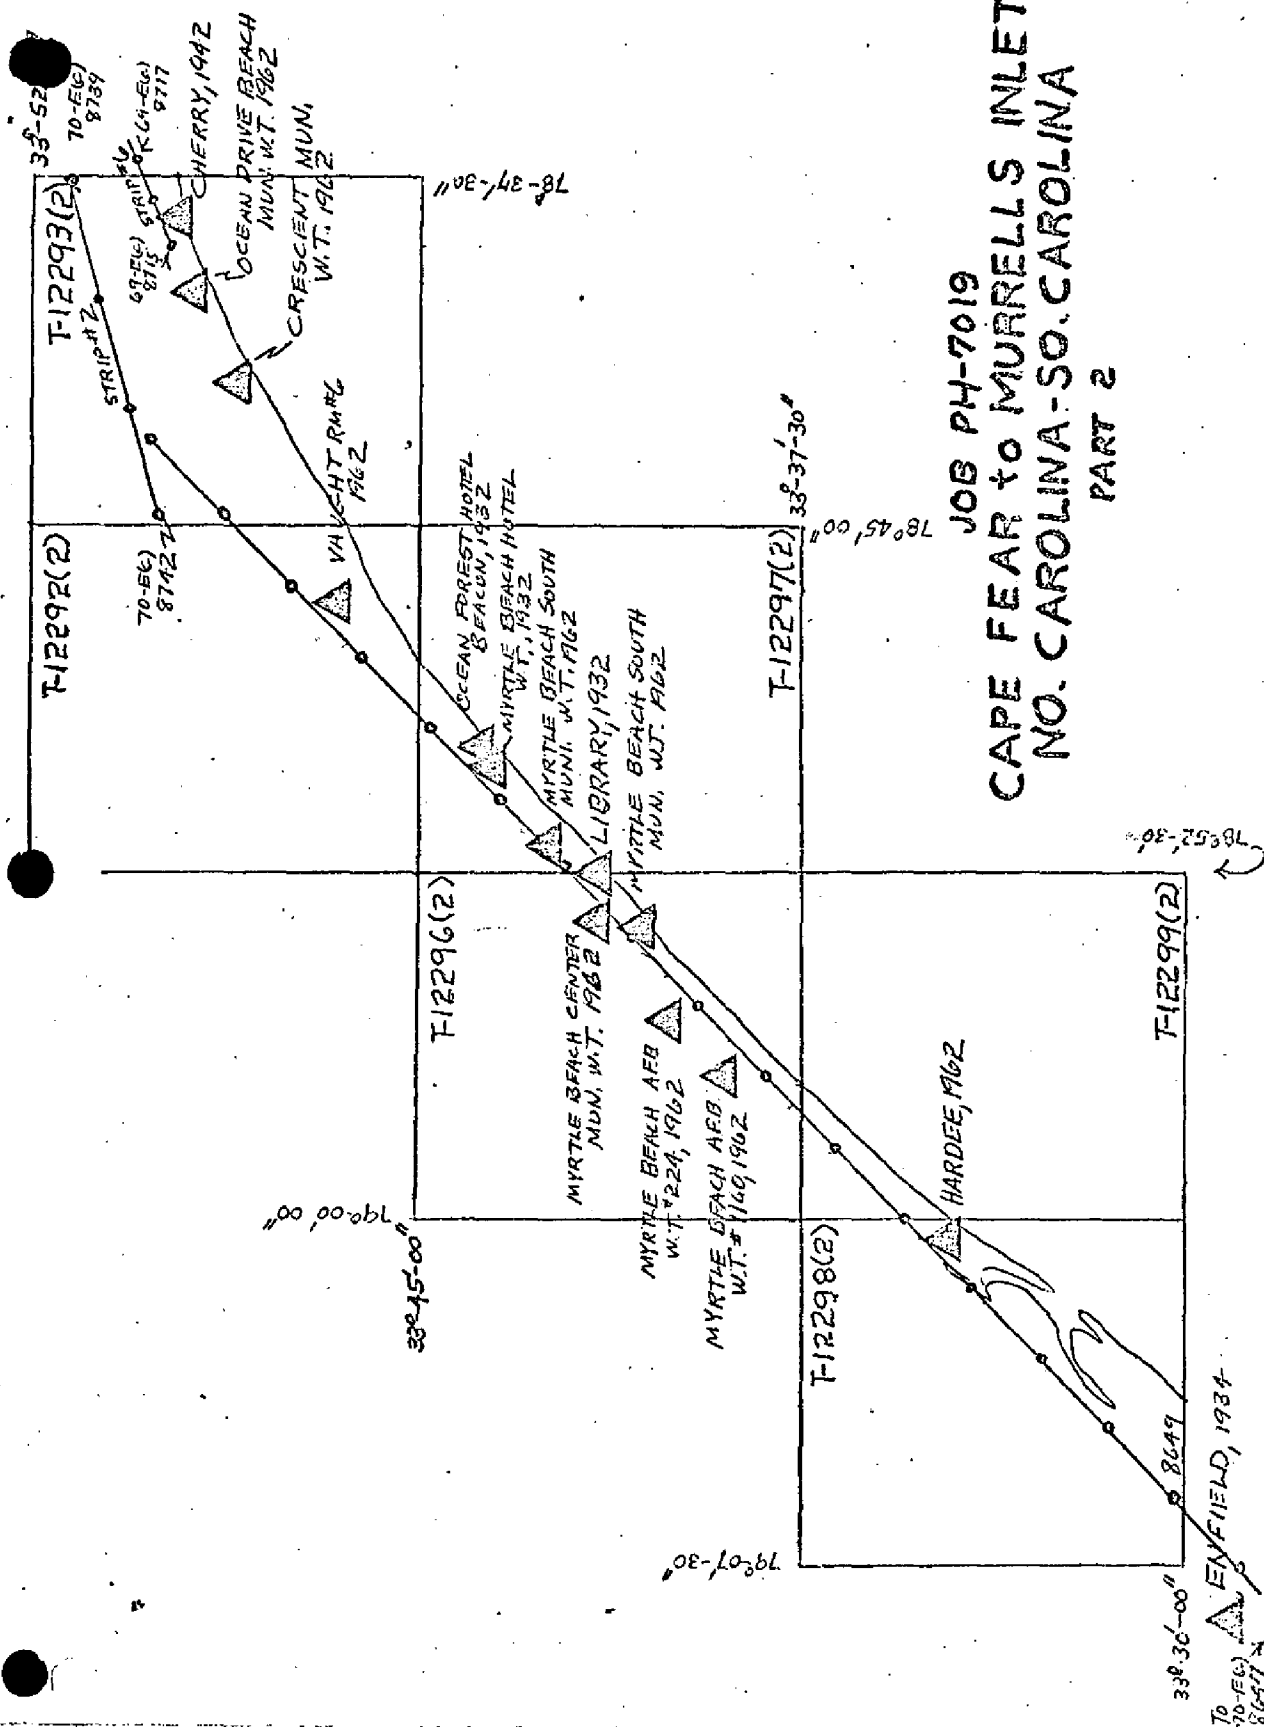 JOB PH-7019
CAPE FEAR to MURRELLS INLET
NO. CAROLINA-SO. CAROLINA
PART 2
T-12292(2)
T-12293(2)
T-12296(2)
T-12297(2)
T-12298(2)
T-12299(2)
33°-52
78°-37'-30"
78°45'00"
33°-37'-30"
78°52'-30"
79°-00'00"
33°45'-00"
79°-07'-30"
33°30'-00"
70-E(C)
8739
K64-E(C)
8717
STRIP #6
69-E(C)
8715
STRIP #2
70-E(C)
8742
CHERRY, 1942
OCEAN DRIVE BEACH
MUN. W.T. 1962
CRESCENT MUN.
W.T. 1962
VAUGHT RM#6
1962
OCEAN FOREST HOTEL
BEACON, 1932
MYRTLE BEACH HOTEL
W.T., 1932
MYRTLE BEACH SOUTH
MUNI. W.T. 1962
LIBRARY, 1932
MYRTLE BEACH SOUTH
MUN. W.T. 1962
MYRTLE BEACH CENTER
MUN. W.T. 1962
MYRTLE BEACH AFB
W.T. #224, 1962
MYRTLE BEACH AFB
W.T. #1160, 1962
HARDEE, 1962
8649
ENFIELD, 1934
To
70-E(C)